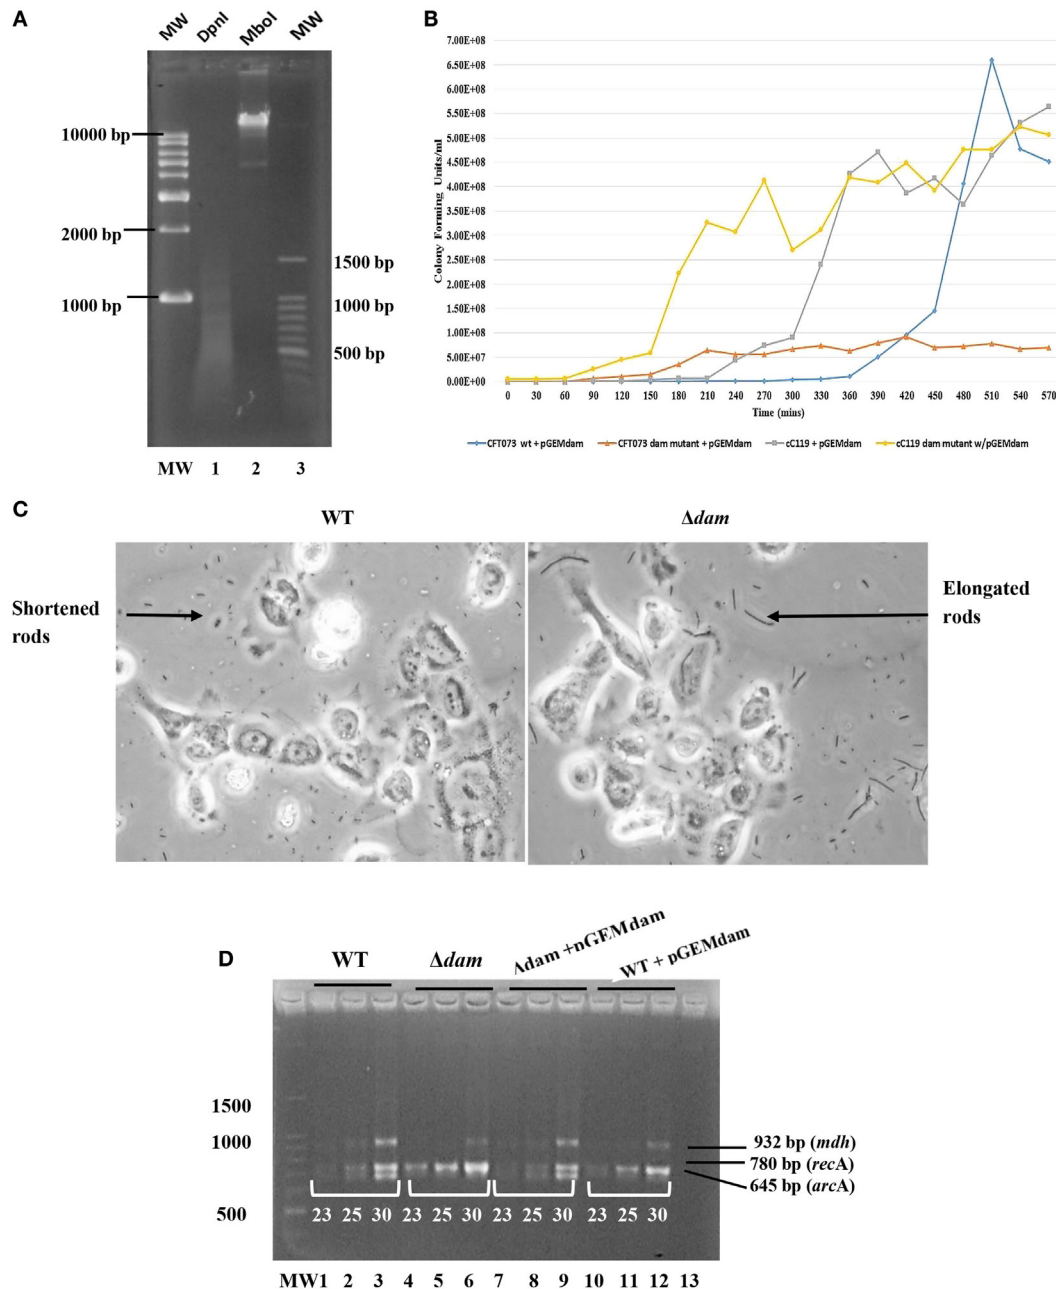 A
MW DpnI MboI MW
10000 bp
2000 bp
1500 bp
1000 bp
1000 bp
500 bp
MW 1 2 3
B
7.00E+08
6.50E+08
6.00E+08
5.50E+08
5.00E+08
4.50E+08
4.00E+08
3.50E+08
3.00E+08
2.50E+08
2.00E+08
1.50E+08
1.00E+08
5.00E+07
0.00E+00
Colony Forming Units/ml
0 30 60 90 120 150 180 210 240 270 300 330 360 390 420 450 480 510 540 570
Time (mins)
CFT073 wt + pGEMdam CFT073 dam mutant + pGEMdam cC119 + pGEMdam cC119 dam mutant w/pGEMdam
C
WT Δdam
Shortened
rods
Elongated
rods
D
WT Δdam Δdam +pGEMdam WT + pGEMdam
1500
1000
500
932 bp (mdh)
780 bp (recA)
645 bp (arcA)
23 25 30 23 25 30 23 25 30 23 25 30
MW1 2 3 4 5 6 7 8 9 10 11 12 13